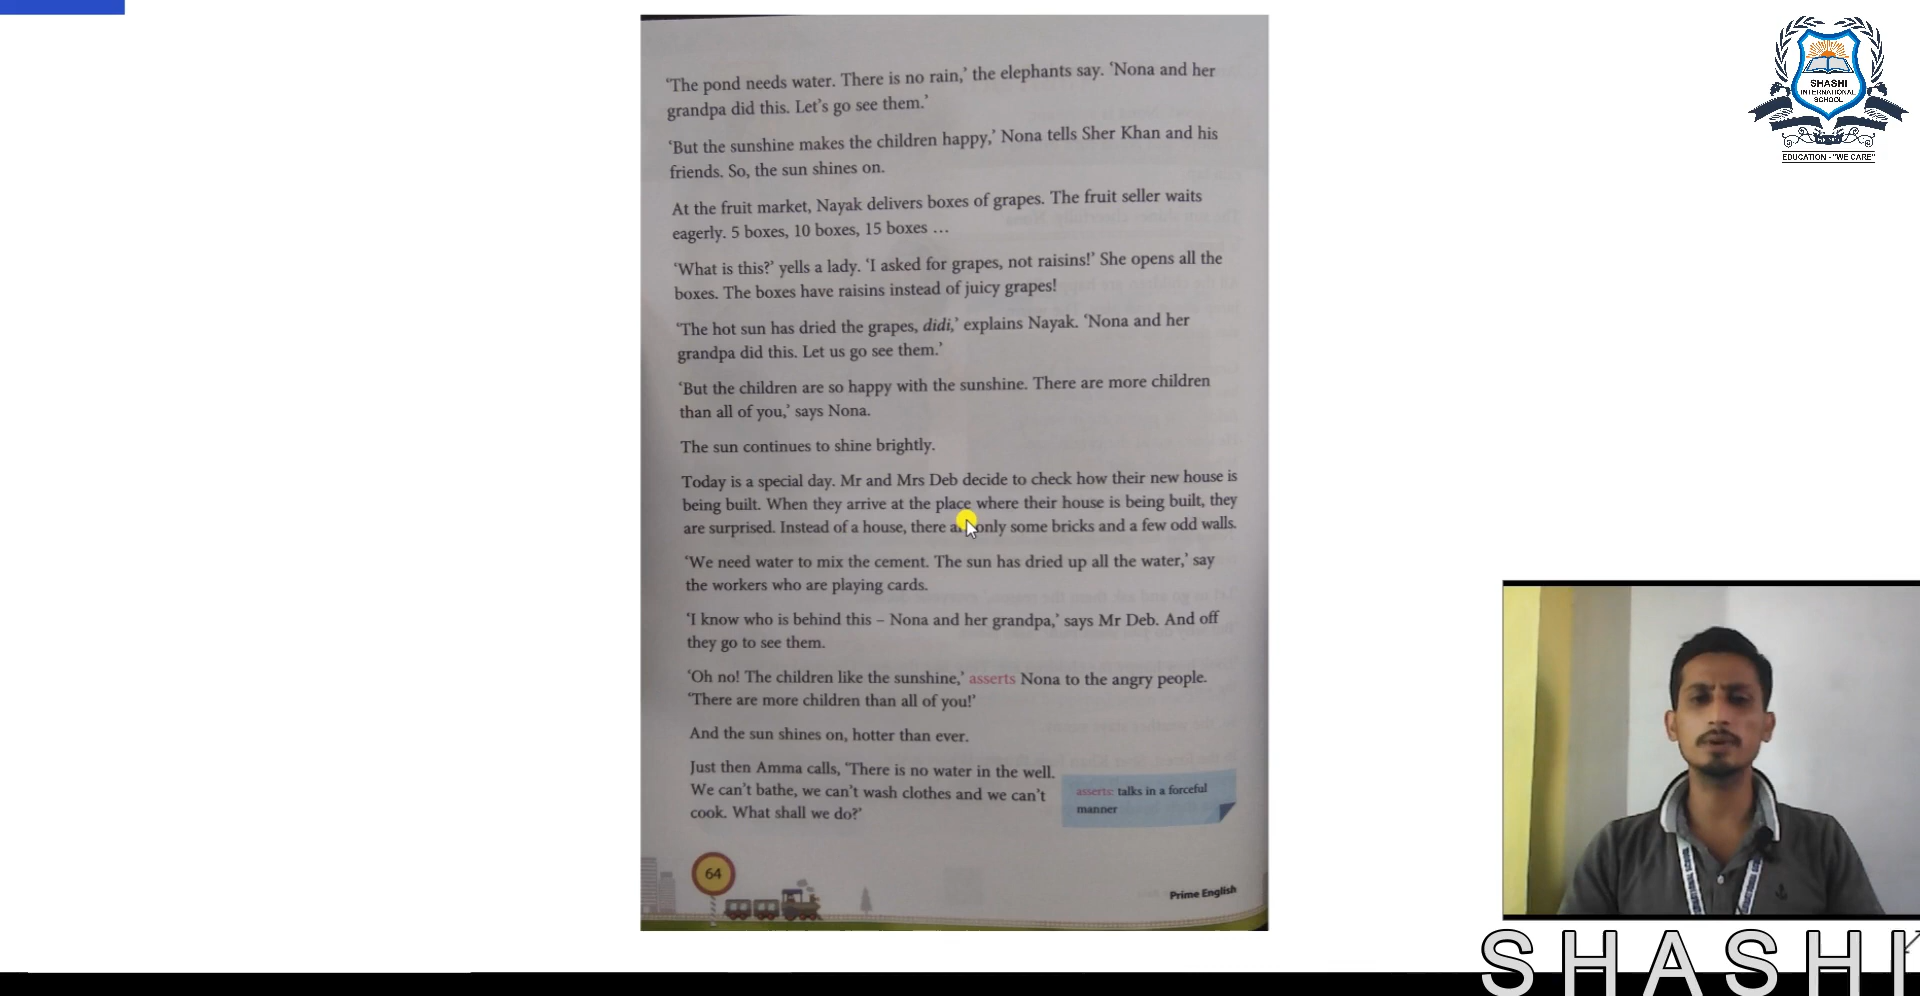 'The pond needs water. There is no rain,' the elephants say. 'Nona and her
grandpa did this. Let's go see them.'
'But the sunshine makes the children happy,' Nona tells Sher Khan and his
friends. So, the sun shines on.
At the fruit market, Nayak delivers boxes of grapes. The fruit seller waits
eagerly. 5 boxes, 10 boxes, 15 boxes ...
'What is this?' yells a lady. 'I asked for grapes, not raisins!' She opens all the
boxes. The boxes have raisins instead of juicy grapes!
'The hot sun has dried the grapes, didi,' explains Nayak. 'Nona and her
grandpa did this. Let us go see them.'
'But the children are so happy with the sunshine. There are more children
than all of you,' says Nona.
The sun continues to shine brightly.
Today is a special day. Mr and Mrs Deb decide to check how their new house is
being built. When they arrive at the place where their house is being built, they
are surprised. Instead of a house, there only some bricks and a few odd walls.
'We need water to mix the cement. The sun has dried up all the water,' say
the workers who are playing cards.
'I know who is behind this – Nona and her grandpa,' says Mr Deb. And off
they go to see them.
'Oh no! The children like the sunshine,' asserts Nona to the angry people.
'There are more children than all of you!'
And the sun shines on, hotter than ever.
Just then Amma calls, 'There is no water in the well.
We can't bathe, we can't wash clothes and we can't
cook. What shall we do?'
asserts: talks in a forceful
manner
64
Prime English
SHASHI
INTERNATIONAL
SCHOOL
EDUCATION - "WE CARE"
SHASHI